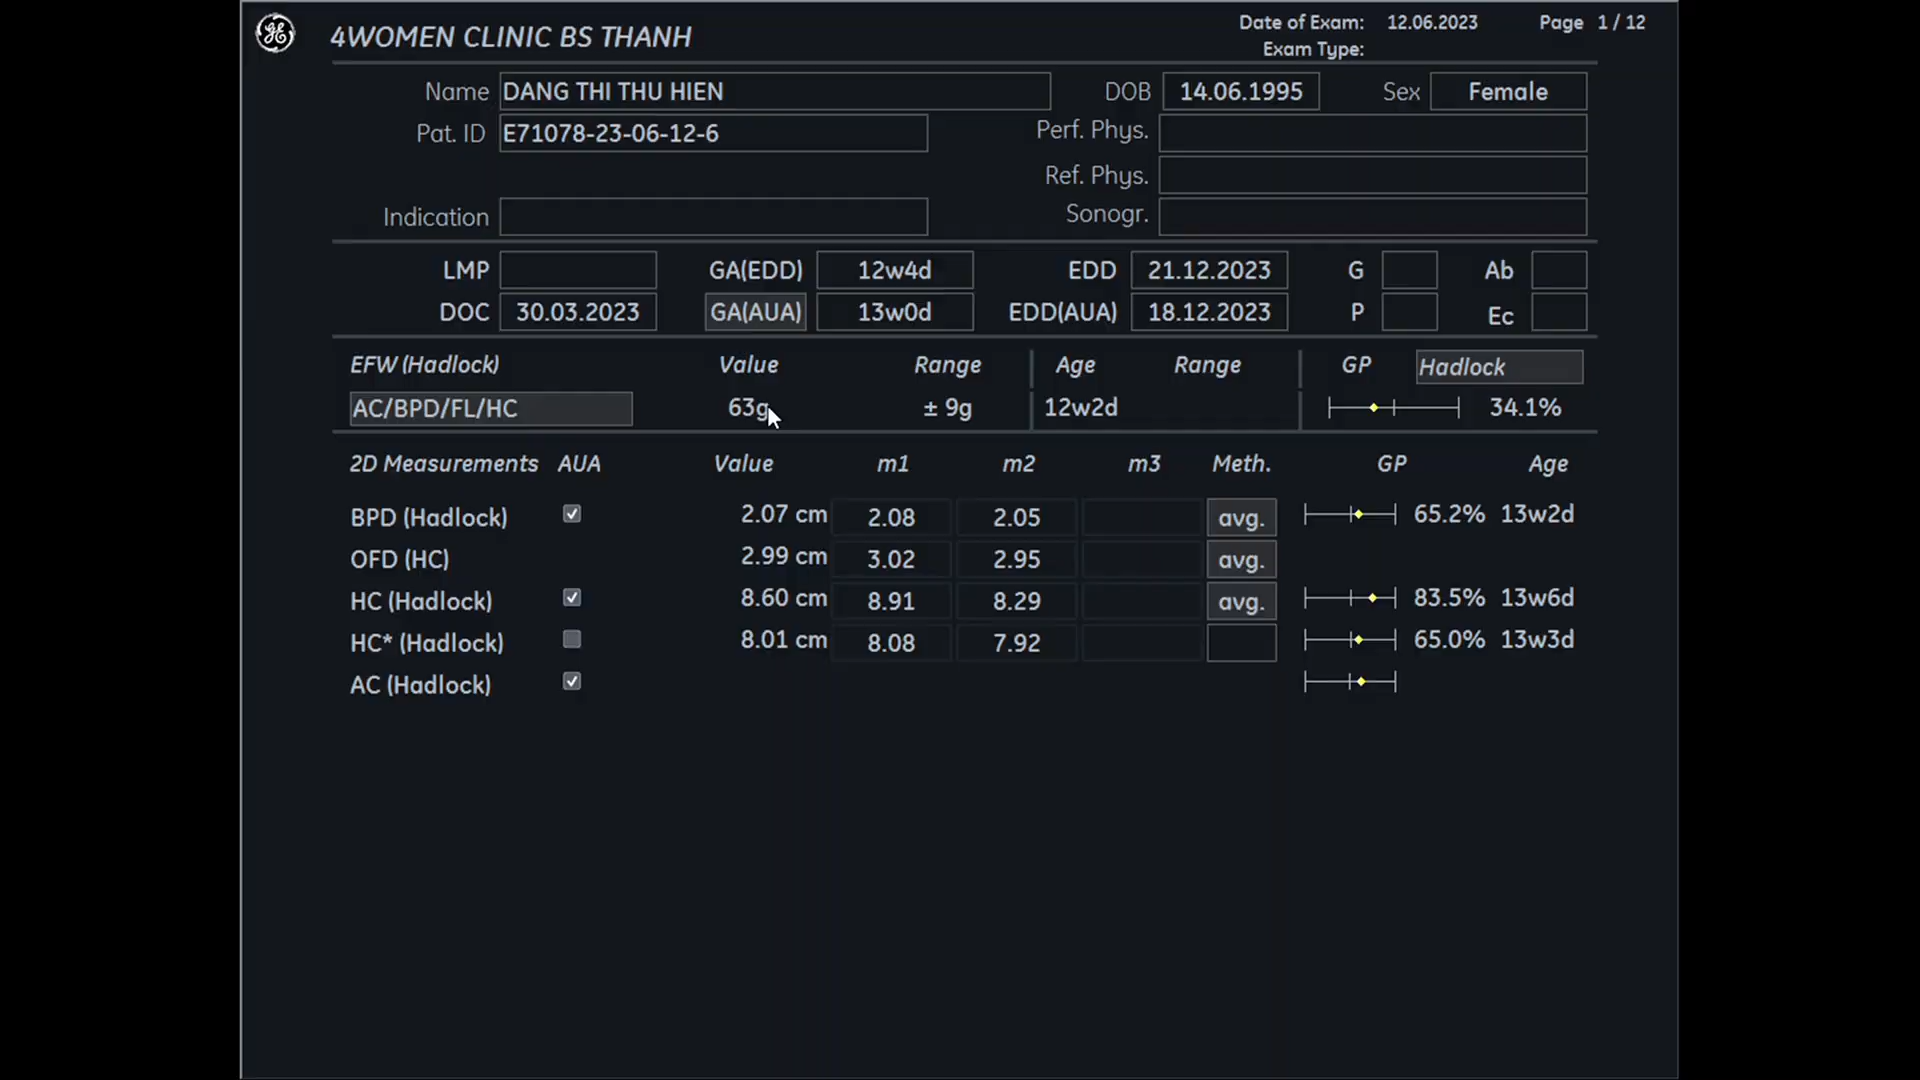 4WOMEN CLINIC BS THANH Date of Exam: 12.06.2023 Page 1 / 12
Exam Type:
Name DANG THI THU HIEN DOB 14.06.1995 Sex Female
Pat. ID E71078-23-06-12-6 Perf. Phys.
Ref. Phys.
Indication Sonogr.
LMP GA(EDD) 12w4d EDD 21.12.2023 G Ab
DOC 30.03.2023 GA(AUA) 13w0d EDD(AUA) 18.12.2023 P Ec
EFW (Hadlock) Value Range Age Range GP Hadlock
AC/BPD/FL/HC 63g ± 9g 12w2d 34.1%
2D Measurements AUA Value m1 m2 m3 Meth. GP Age
BPD (Hadlock) 2.07 cm 2.08 2.05 avg. 65.2% 13w2d
OFD (HC) 2.99 cm 3.02 2.95 avg.
HC (Hadlock) 8.60 cm 8.91 8.29 avg. 83.5% 13w6d
HC* (Hadlock) 8.01 cm 8.08 7.92 65.0% 13w3d
AC (Hadlock)